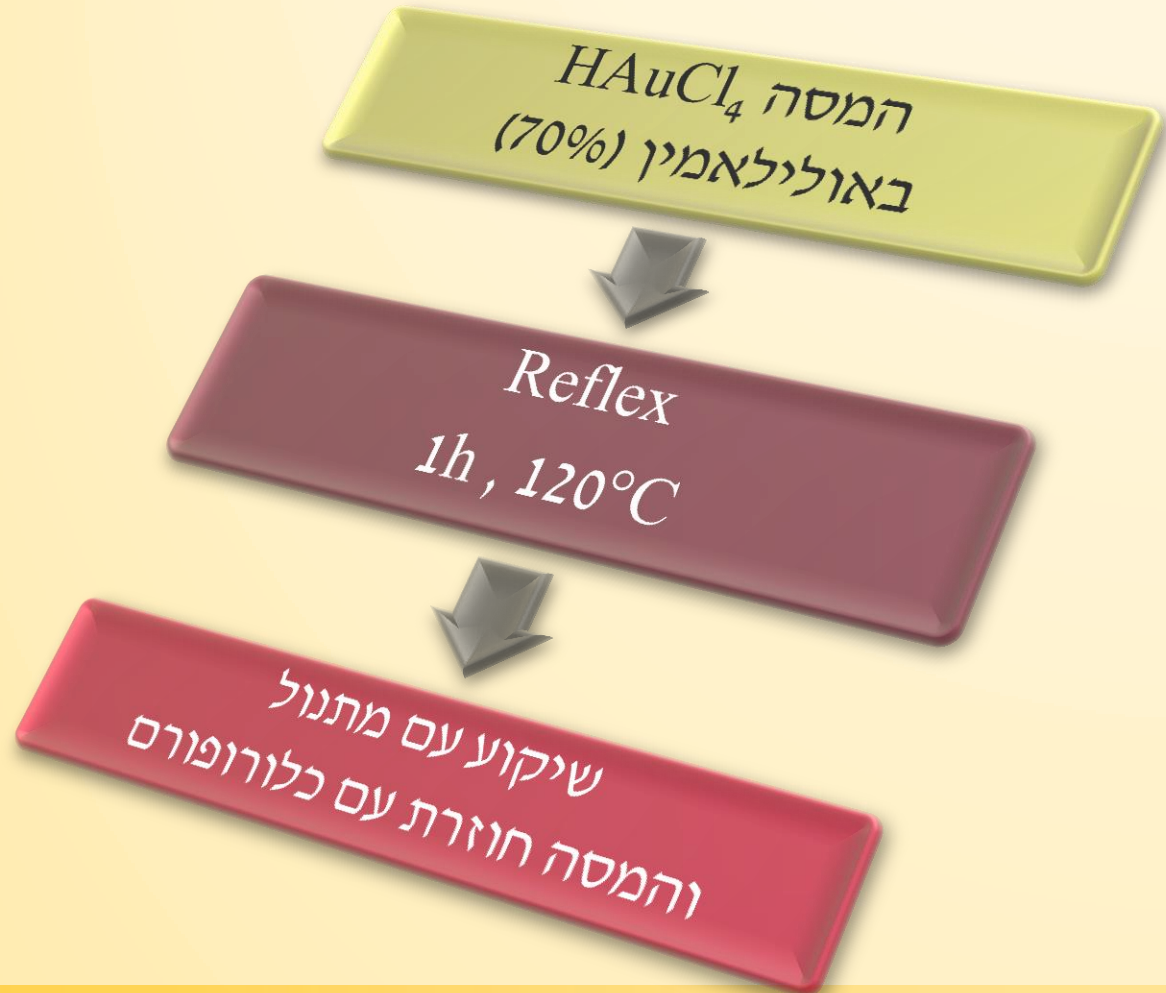 המסה HAuCl₄
באולילאמין (70%)
Reflex
1h , 120°C
שיקוע עם מתנול
והמסה חוזרת עם כלורופורם